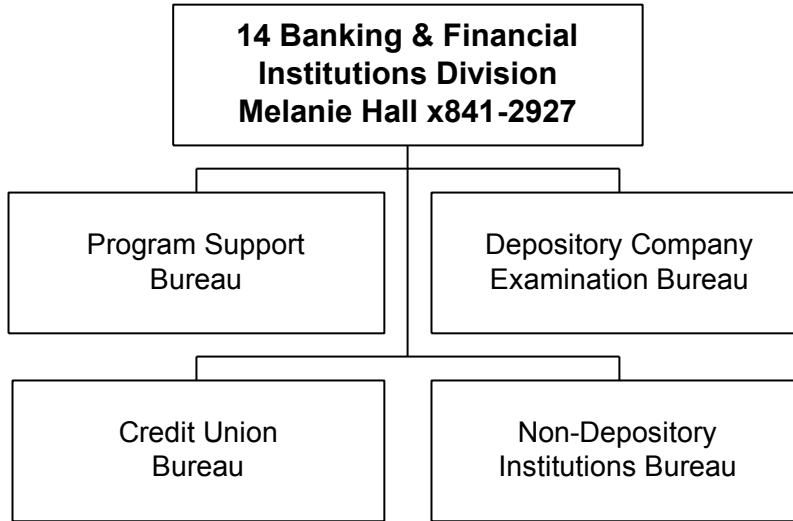 14 Banking & Financial
Institutions Division
Melanie Hall x841-2927
Program Support
Bureau
Depository Company
Examination Bureau
Credit Union
Bureau
Non-Depository
Institutions Bureau